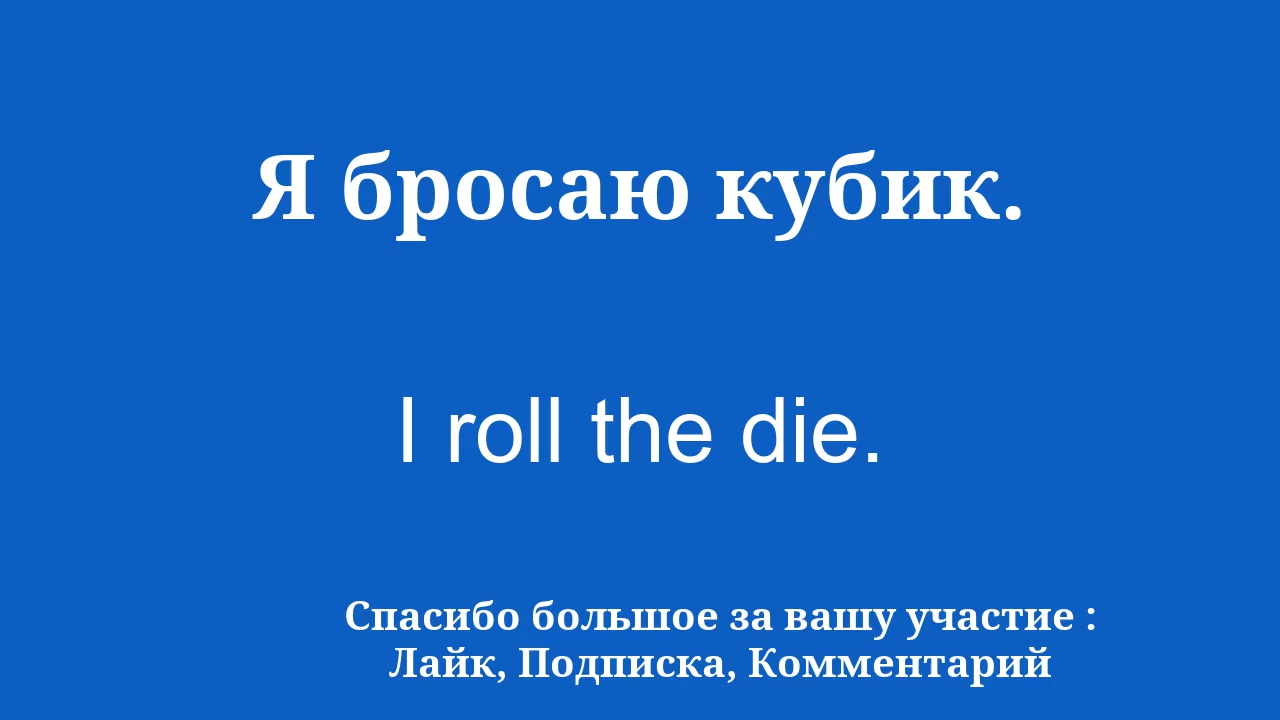 Я бросаю кубик.
I roll the die.
Спасибо большое за вашу участие :
Лайк, Подписка, Комментарий